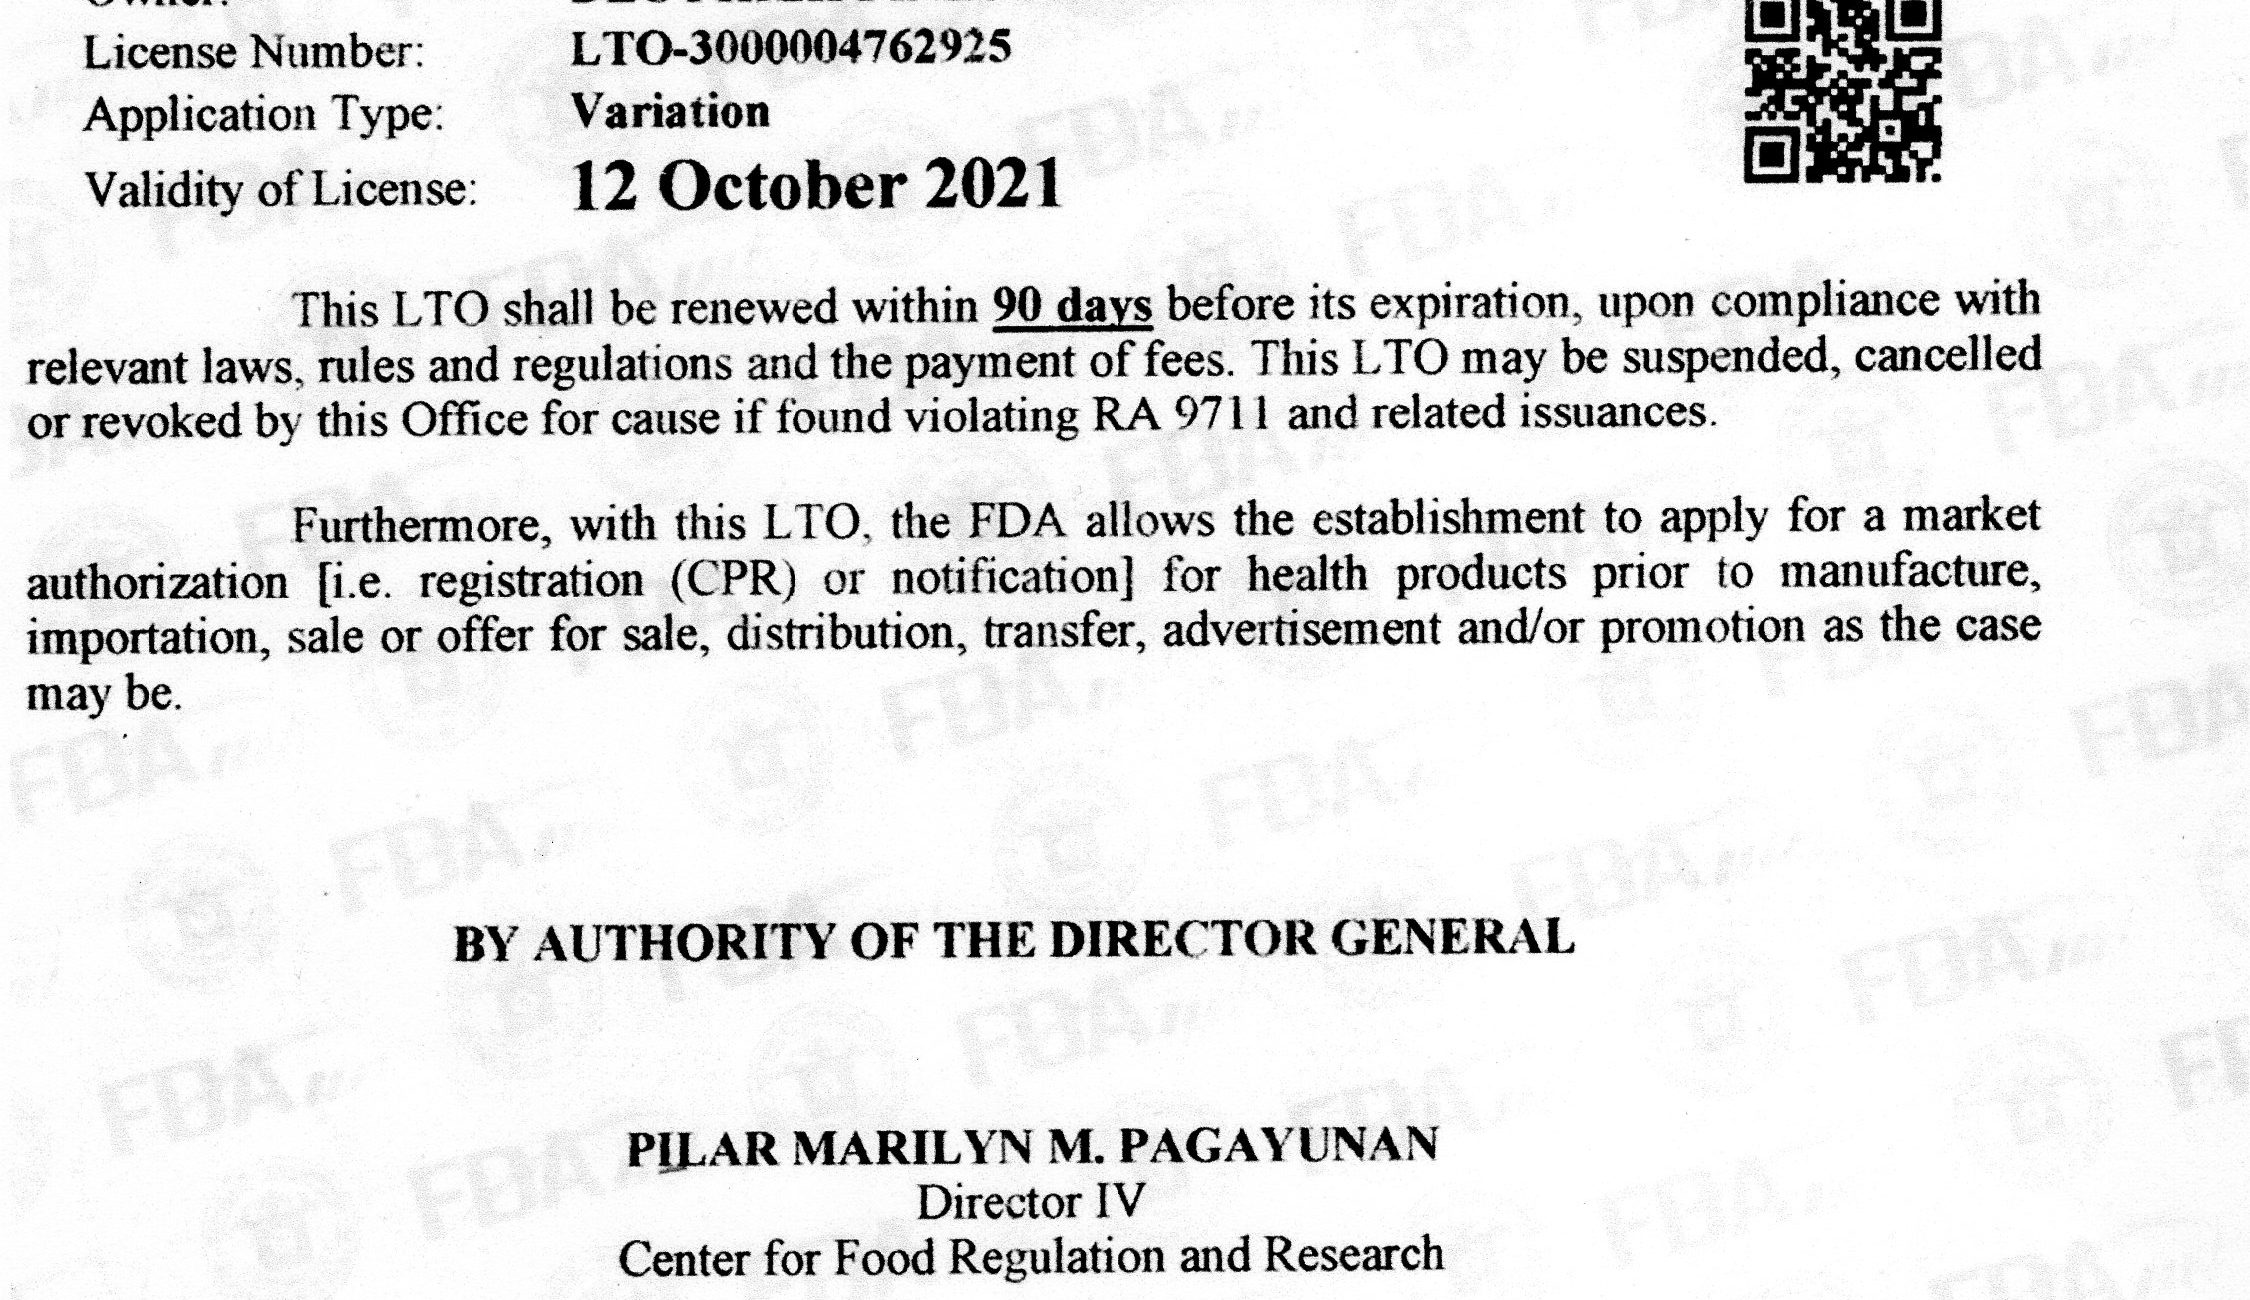 License Number: LTO-3000004762925
Application Type: Variation
Validity of License: 12 October 2021
This LTO shall be renewed within 90 days before its expiration, upon compliance with
relevant laws, rules and regulations and the payment of fees. This LTO may be suspended, cancelled
or revoked by this Office for cause if found violating RA 9711 and related issuances.
Furthermore, with this LTO, the FDA allows the establishment to apply for a market
authorization [i.e. registration (CPR) or notification] for health products prior to manufacture,
importation, sale or offer for sale, distribution, transfer, advertisement and/or promotion as the case
may be.
BY AUTHORITY OF THE DIRECTOR GENERAL
PILAR MARILYN M. PAGAYUNAN
Director IV
Center for Food Regulation and Research